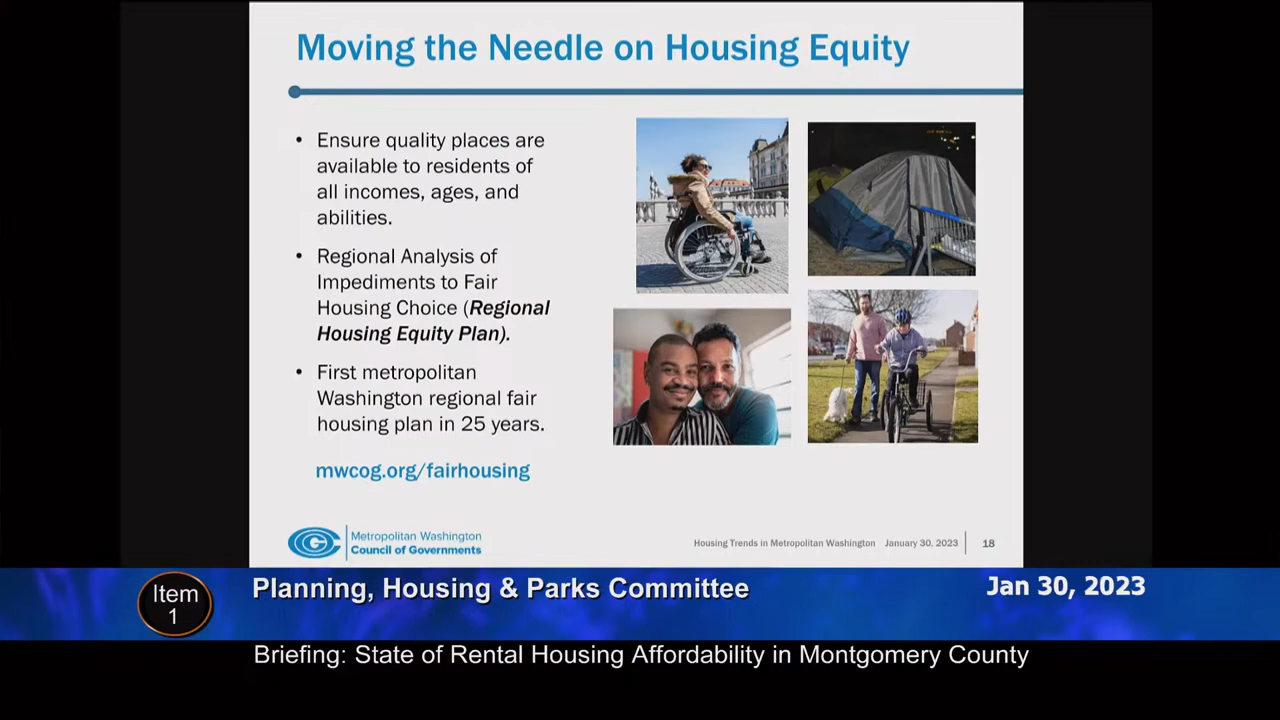 Moving the Needle on Housing Equity
• Ensure quality places are
available to residents of
all incomes, ages, and
abilities.
• Regional Analysis of
Impediments to Fair
Housing Choice (Regional
Housing Equity Plan).
• First metropolitan
Washington regional fair
housing plan in 25 years.
mwcog.org/fairhousing
Metropolitan Washington
Council of Governments
Housing Trends in Metropolitan Washington January 30, 2023 18
Item
1
Planning, Housing & Parks Committee
Jan 30, 2023
Briefing: State of Rental Housing Affordability in Montgomery County